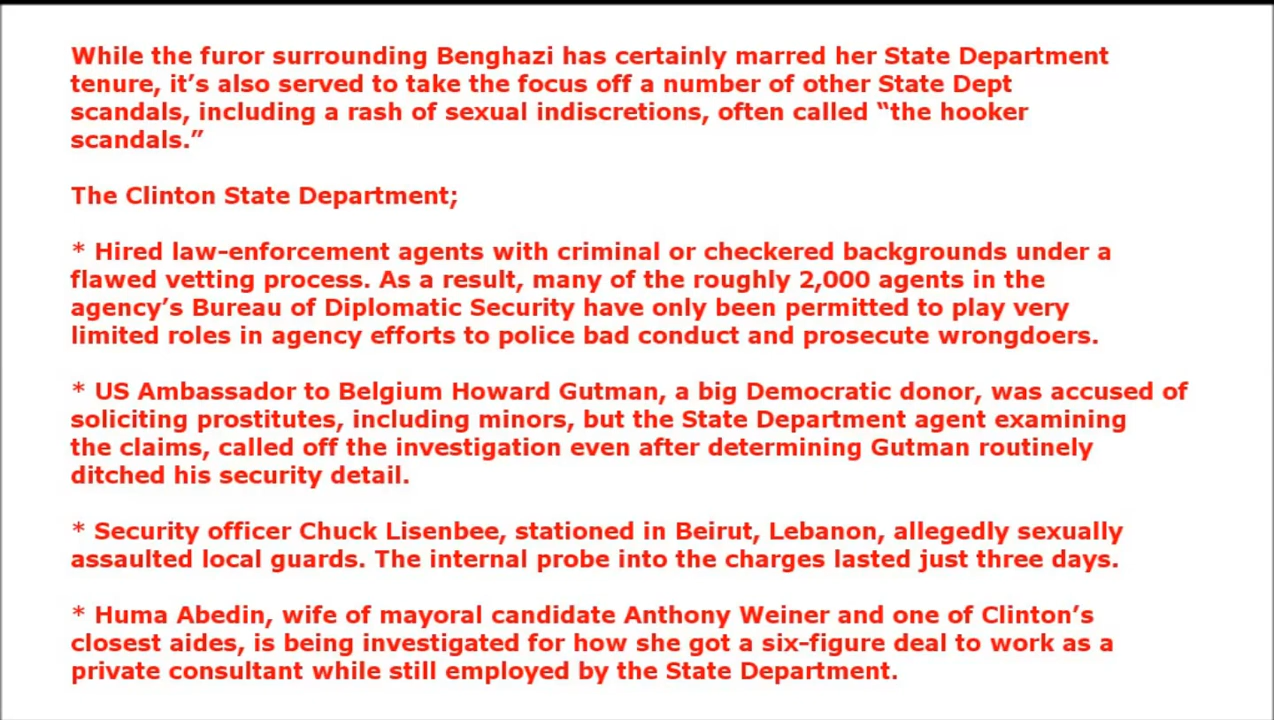 While the furor surrounding Benghazi has certainly marred her State Department
tenure, it’s also served to take the focus off a number of other State Dept
scandals, including a rash of sexual indiscretions, often called “the hooker
scandals.”
The Clinton State Department;
* Hired law-enforcement agents with criminal or checkered backgrounds under a
flawed vetting process. As a result, many of the roughly 2,000 agents in the
agency’s Bureau of Diplomatic Security have only been permitted to play very
limited roles in agency efforts to police bad conduct and prosecute wrongdoers.
* US Ambassador to Belgium Howard Gutman, a big Democratic donor, was accused of
soliciting prostitutes, including minors, but the State Department agent examining
the claims, called off the investigation even after determining Gutman routinely
ditched his security detail.
* Security officer Chuck Lisenbee, stationed in Beirut, Lebanon, allegedly sexually
assaulted local guards. The internal probe into the charges lasted just three days.
* Huma Abedin, wife of mayoral candidate Anthony Weiner and one of Clinton’s
closest aides, is being investigated for how she got a six-figure deal to work as a
private consultant while still employed by the State Department.